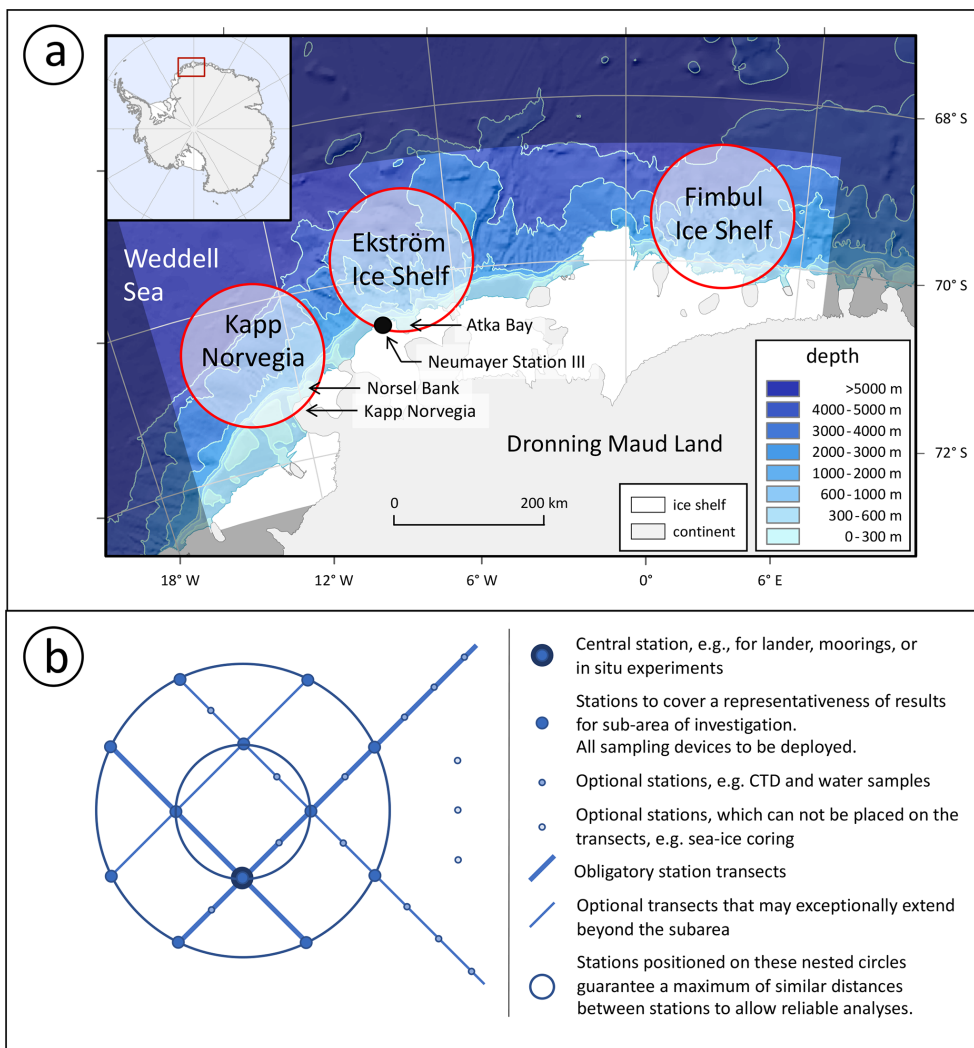 a
Weddell
Sea
Kapp
Norvegia
Ekström
Ice Shelf
Fimbul
Ice Shelf
Atka Bay
Neumayer Station III
Norsel Bank
Kapp Norvegia
Dronning Maud Land
0 200 km
ice shelf
continent
depth
>5000 m
4000-5000 m
3000-4000 m
2000-3000 m
1000-2000 m
600-1000 m
300-600 m
0-300 m
68° S
70° S
72° S
18° W 12° W 6° W 0° 6° E
b
Central station, e.g., for lander, moorings, or
in situ experiments
Stations to cover a representativeness of results
for sub-area of investigation.
All sampling devices to be deployed.
Optional stations, e.g. CTD and water samples
Optional stations, which can not be placed on the
transects, e.g. sea-ice coring
Obligatory station transects
Optional transects that may exceptionally extend
beyond the subarea
Stations positioned on these nested circles
guarantee a maximum of similar distances
between stations to allow reliable analyses.